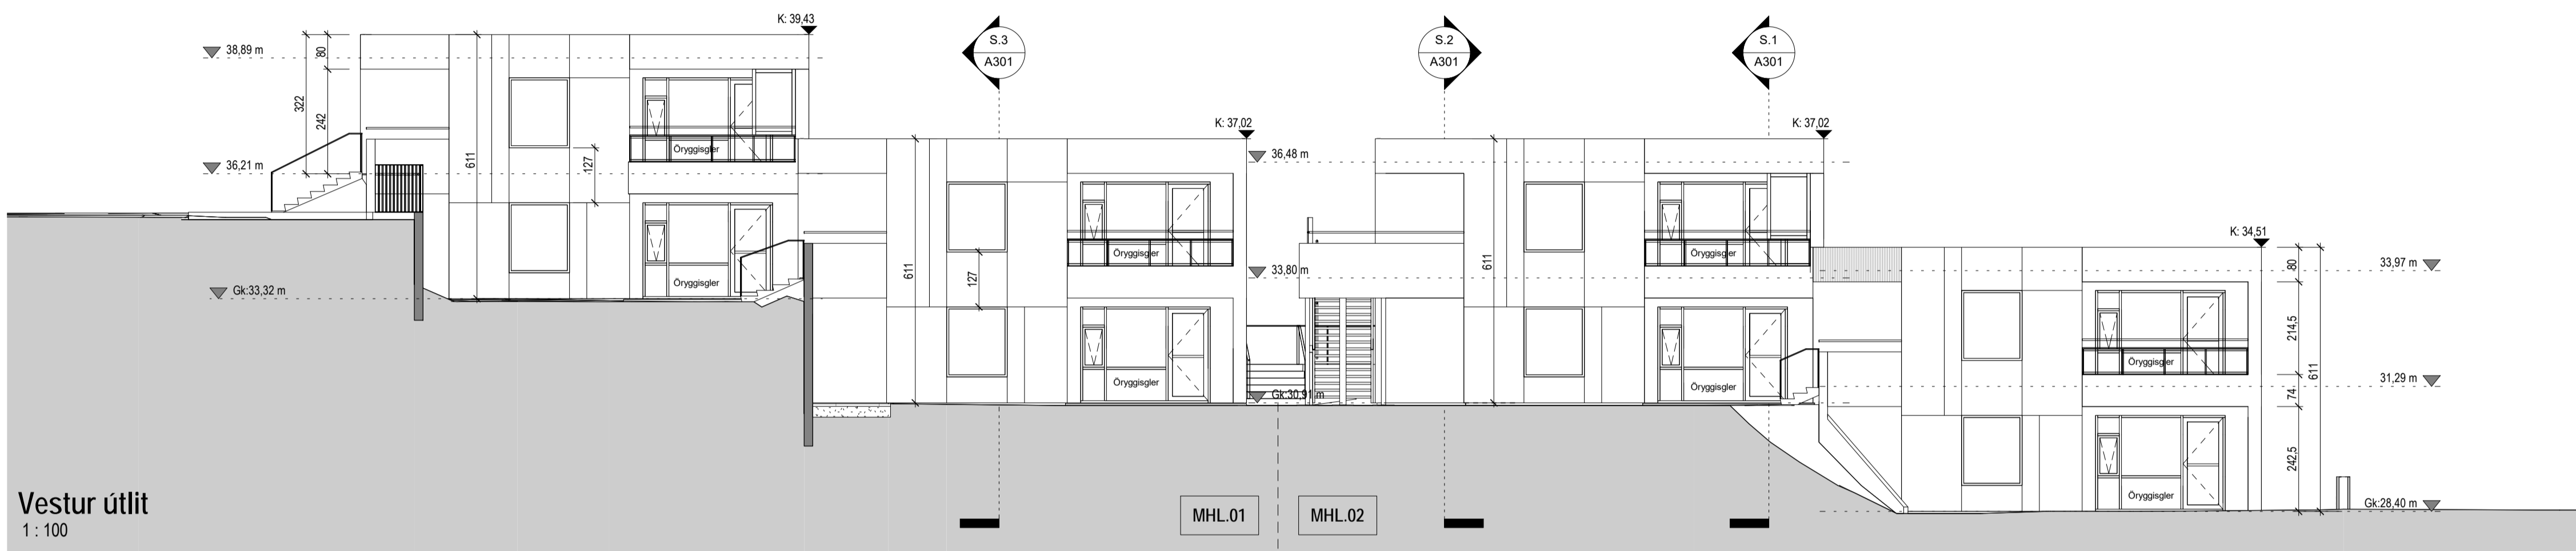 K: 39,43
38,89 m
80
322
242
36,21 m
611
127
Öryggisgler
Öryggisgler
Gk:33,32 m
S.3
A301
S.2
A301
S.1
A301
K: 37,02
36,48 m
611
127
Öryggisgler
Öryggisgler
33,80 m
Gk:30,91 m
K: 37,02
611
Öryggisgler
Öryggisgler
K: 34,51
33,97 m
80
214,5
611
31,29 m
74
242,5
Öryggisgler
Öryggisgler
Gk:28,40 m
MHL.01
MHL.02
Vestur útlit
1 : 100